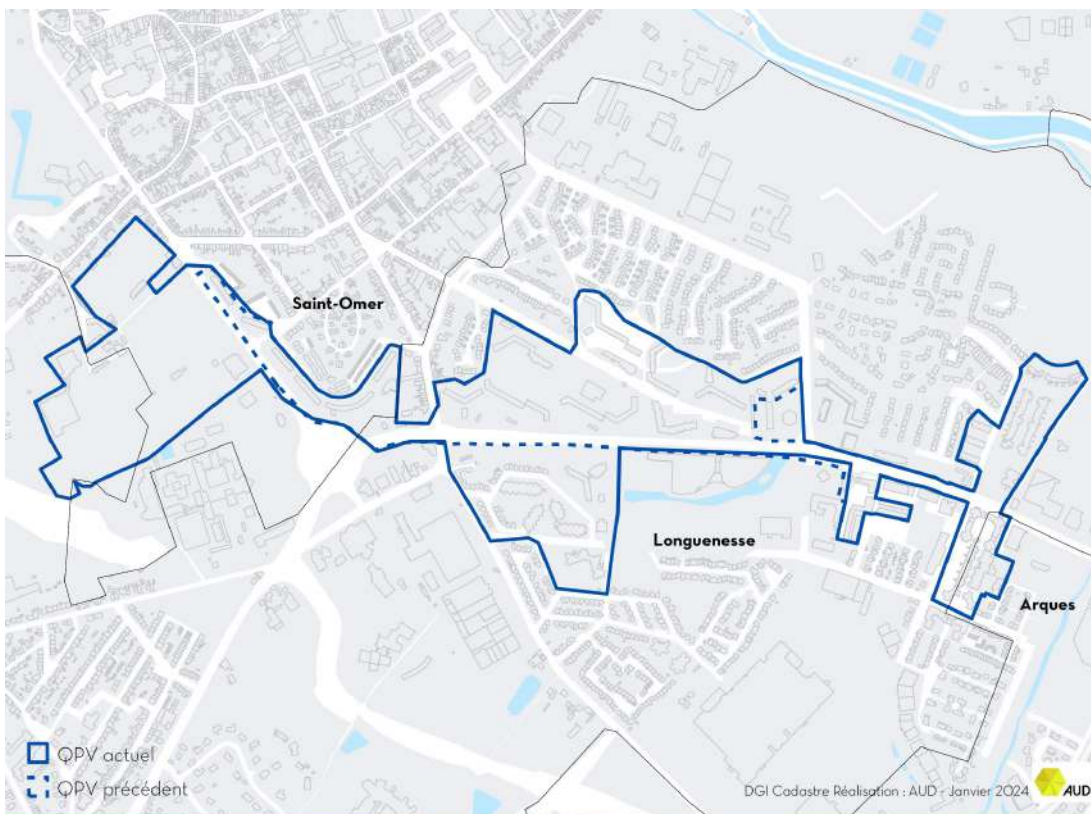 Saint-Omer
Longuenesse
Arques
QPV actuel
QPV précédent
DGI Cadastre Réalisation : AUD - Janvier 2024
AUD